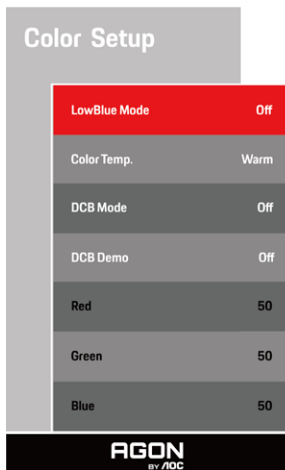 Color Setup
LowBlue Mode Off
Color Temp. Warm
DCB Mode Off
DCB Demo Off
Red 50
Green 50
Blue 50
AGON
BY AOC